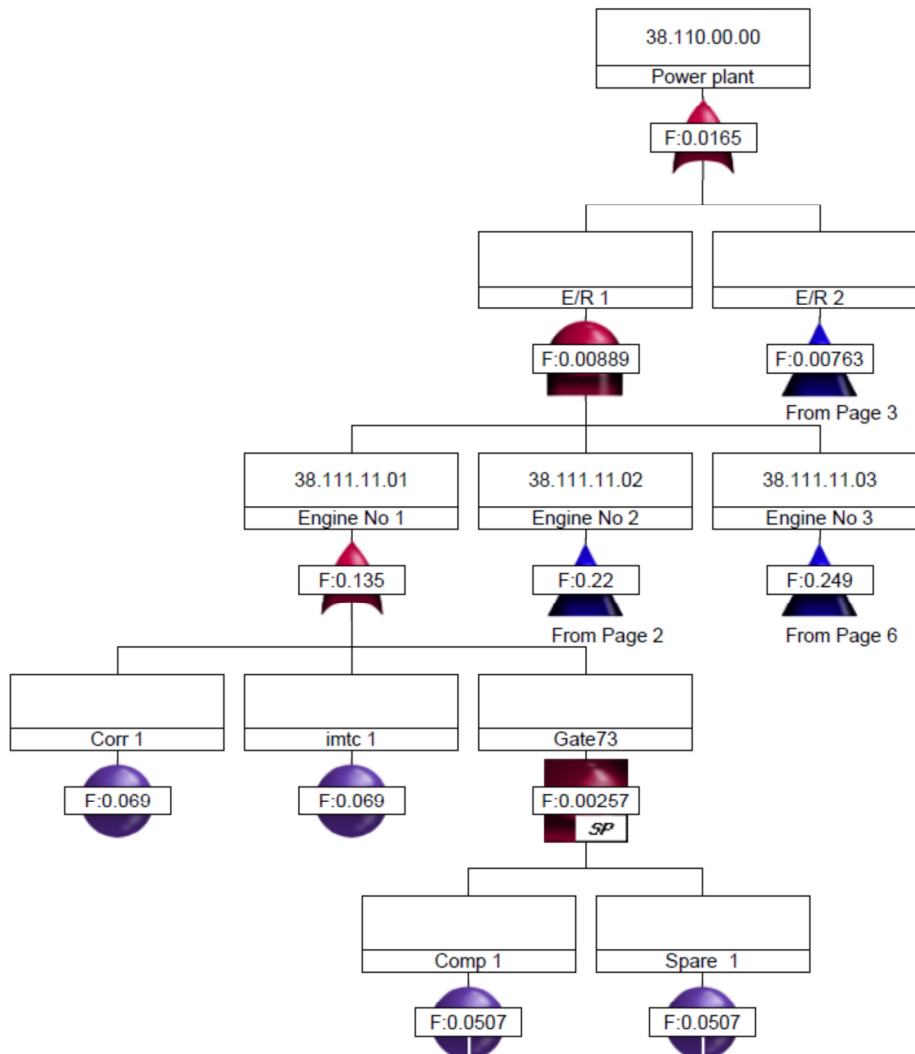 38.110.00.00
Power plant
F:0.0165
E/R 1
E/R 2
F:0.00889
F:0.00763
From Page 3
38.111.11.01
38.111.11.02
38.111.11.03
Engine No 1
Engine No 2
Engine No 3
F:0.135
F:0.22
F:0.249
From Page 2
From Page 6
Corr 1
imtc 1
Gate73
F:0.069
F:0.069
F:0.00257
SP
Comp 1
Spare 1
F:0.0507
F:0.0507